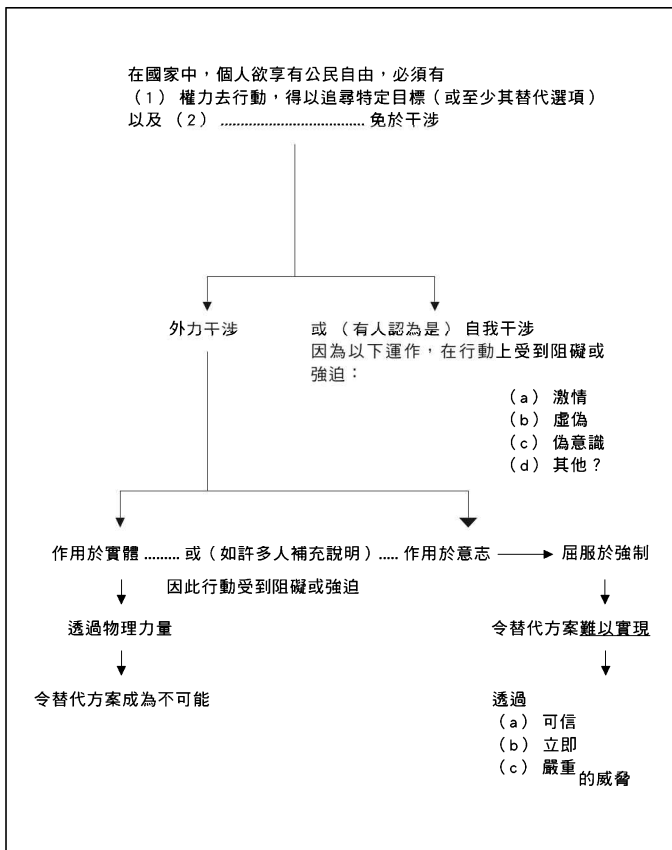 在國家中，個人欲享有公民自由，必須有
（1）權力去行動，得以追尋特定目標（或至少其替代選項）
以及（2）.................................... 免於干涉
外力干涉
或（有人認為是）自我干涉
因為以下運作，在行動上受到阻礙或
強迫：
（a）激情
（b）虛偽
（c）偽意識
（d）其他？
作用於實體 ......... 或（如許多人補充說明）..... 作用於意志
屈服於強制
因此行動受到阻礙或強迫
透過物理力量
令替代方案難以實現
令替代方案成為不可能
透過
（a）可信
（b）立即
（c）嚴重
的威脅